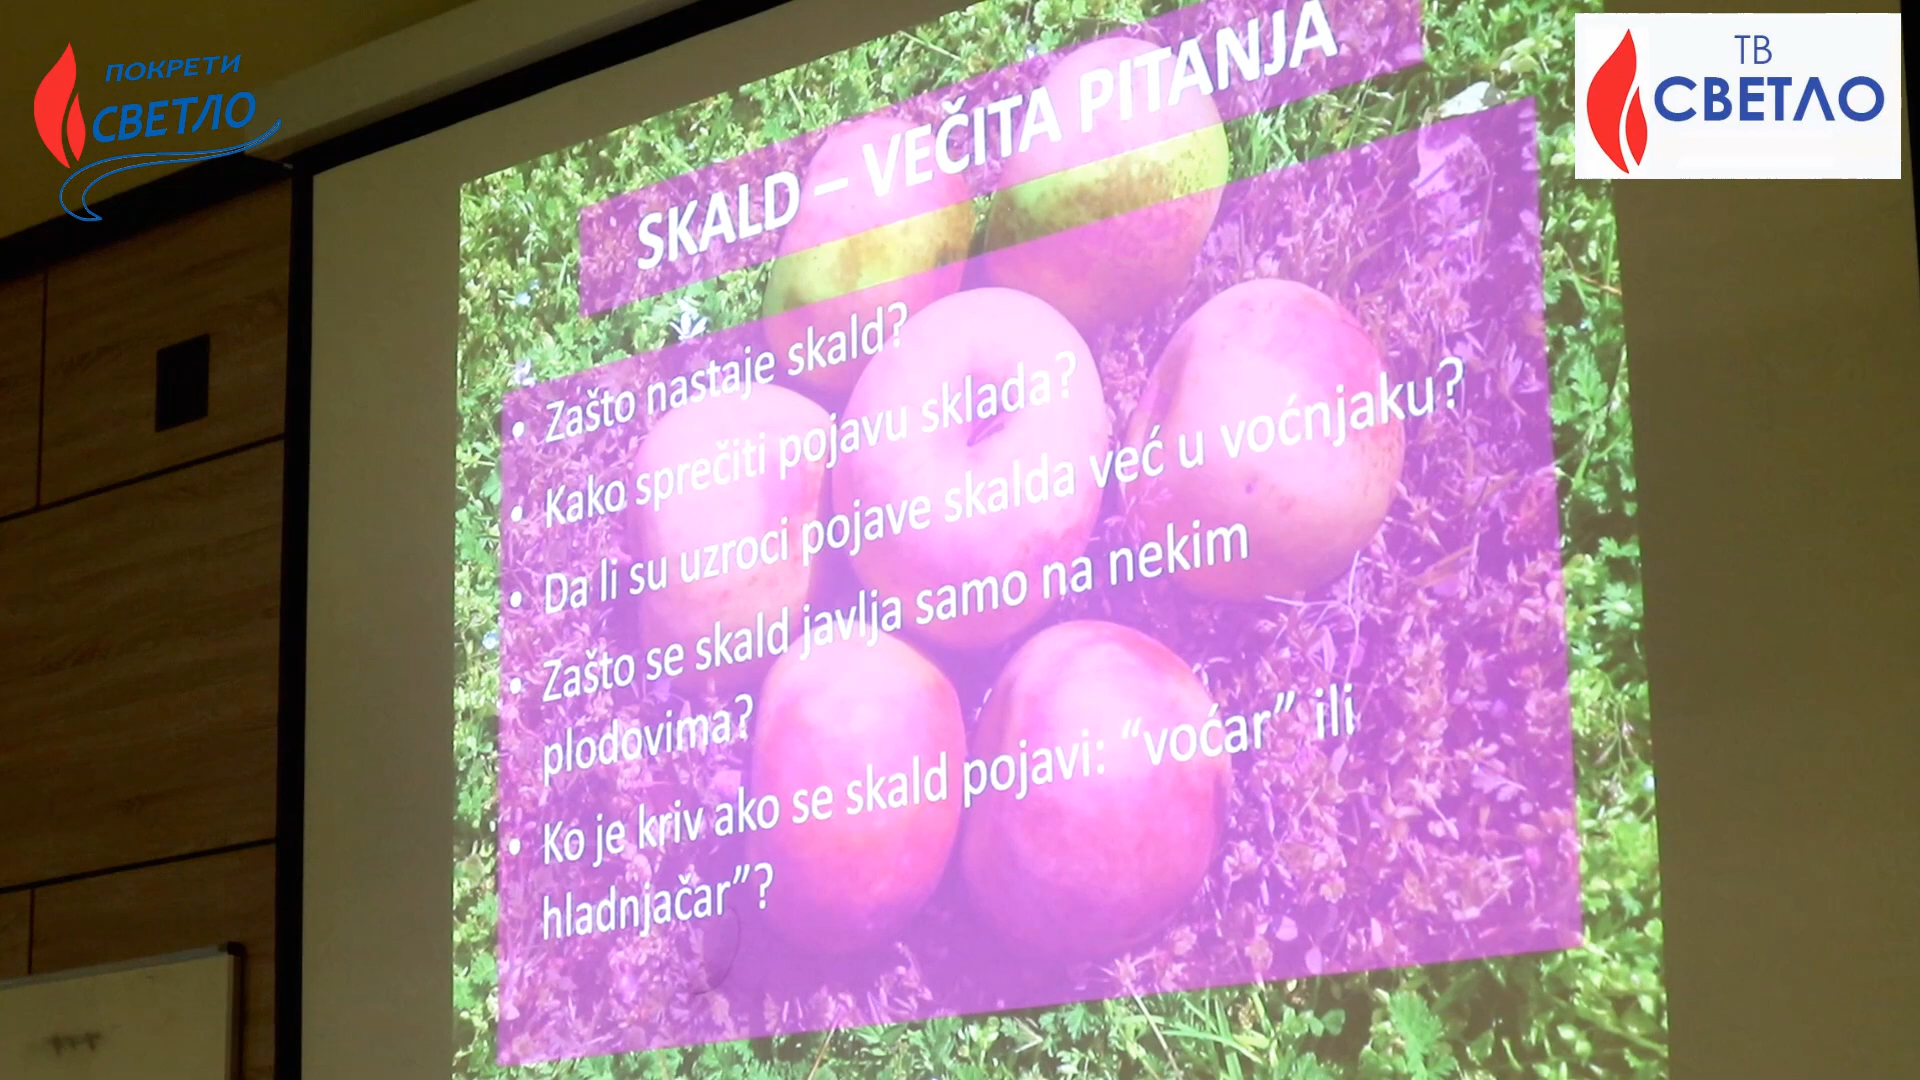 ПОКРЕТИ
СВЕТЛО
ТВ
СВЕТЛО
SKALD – VEČITA PITANJA
• Zašto nastaje skald?
• Kako sprečiti pojavu sklada?
• Da li su uzroci pojave skalda već u voćnjaku?
• Zašto se skald javlja samo na nekim
plodovima?
• Ko je kriv ako se skald pojavi: “voćar” ili
hladnjačar”?